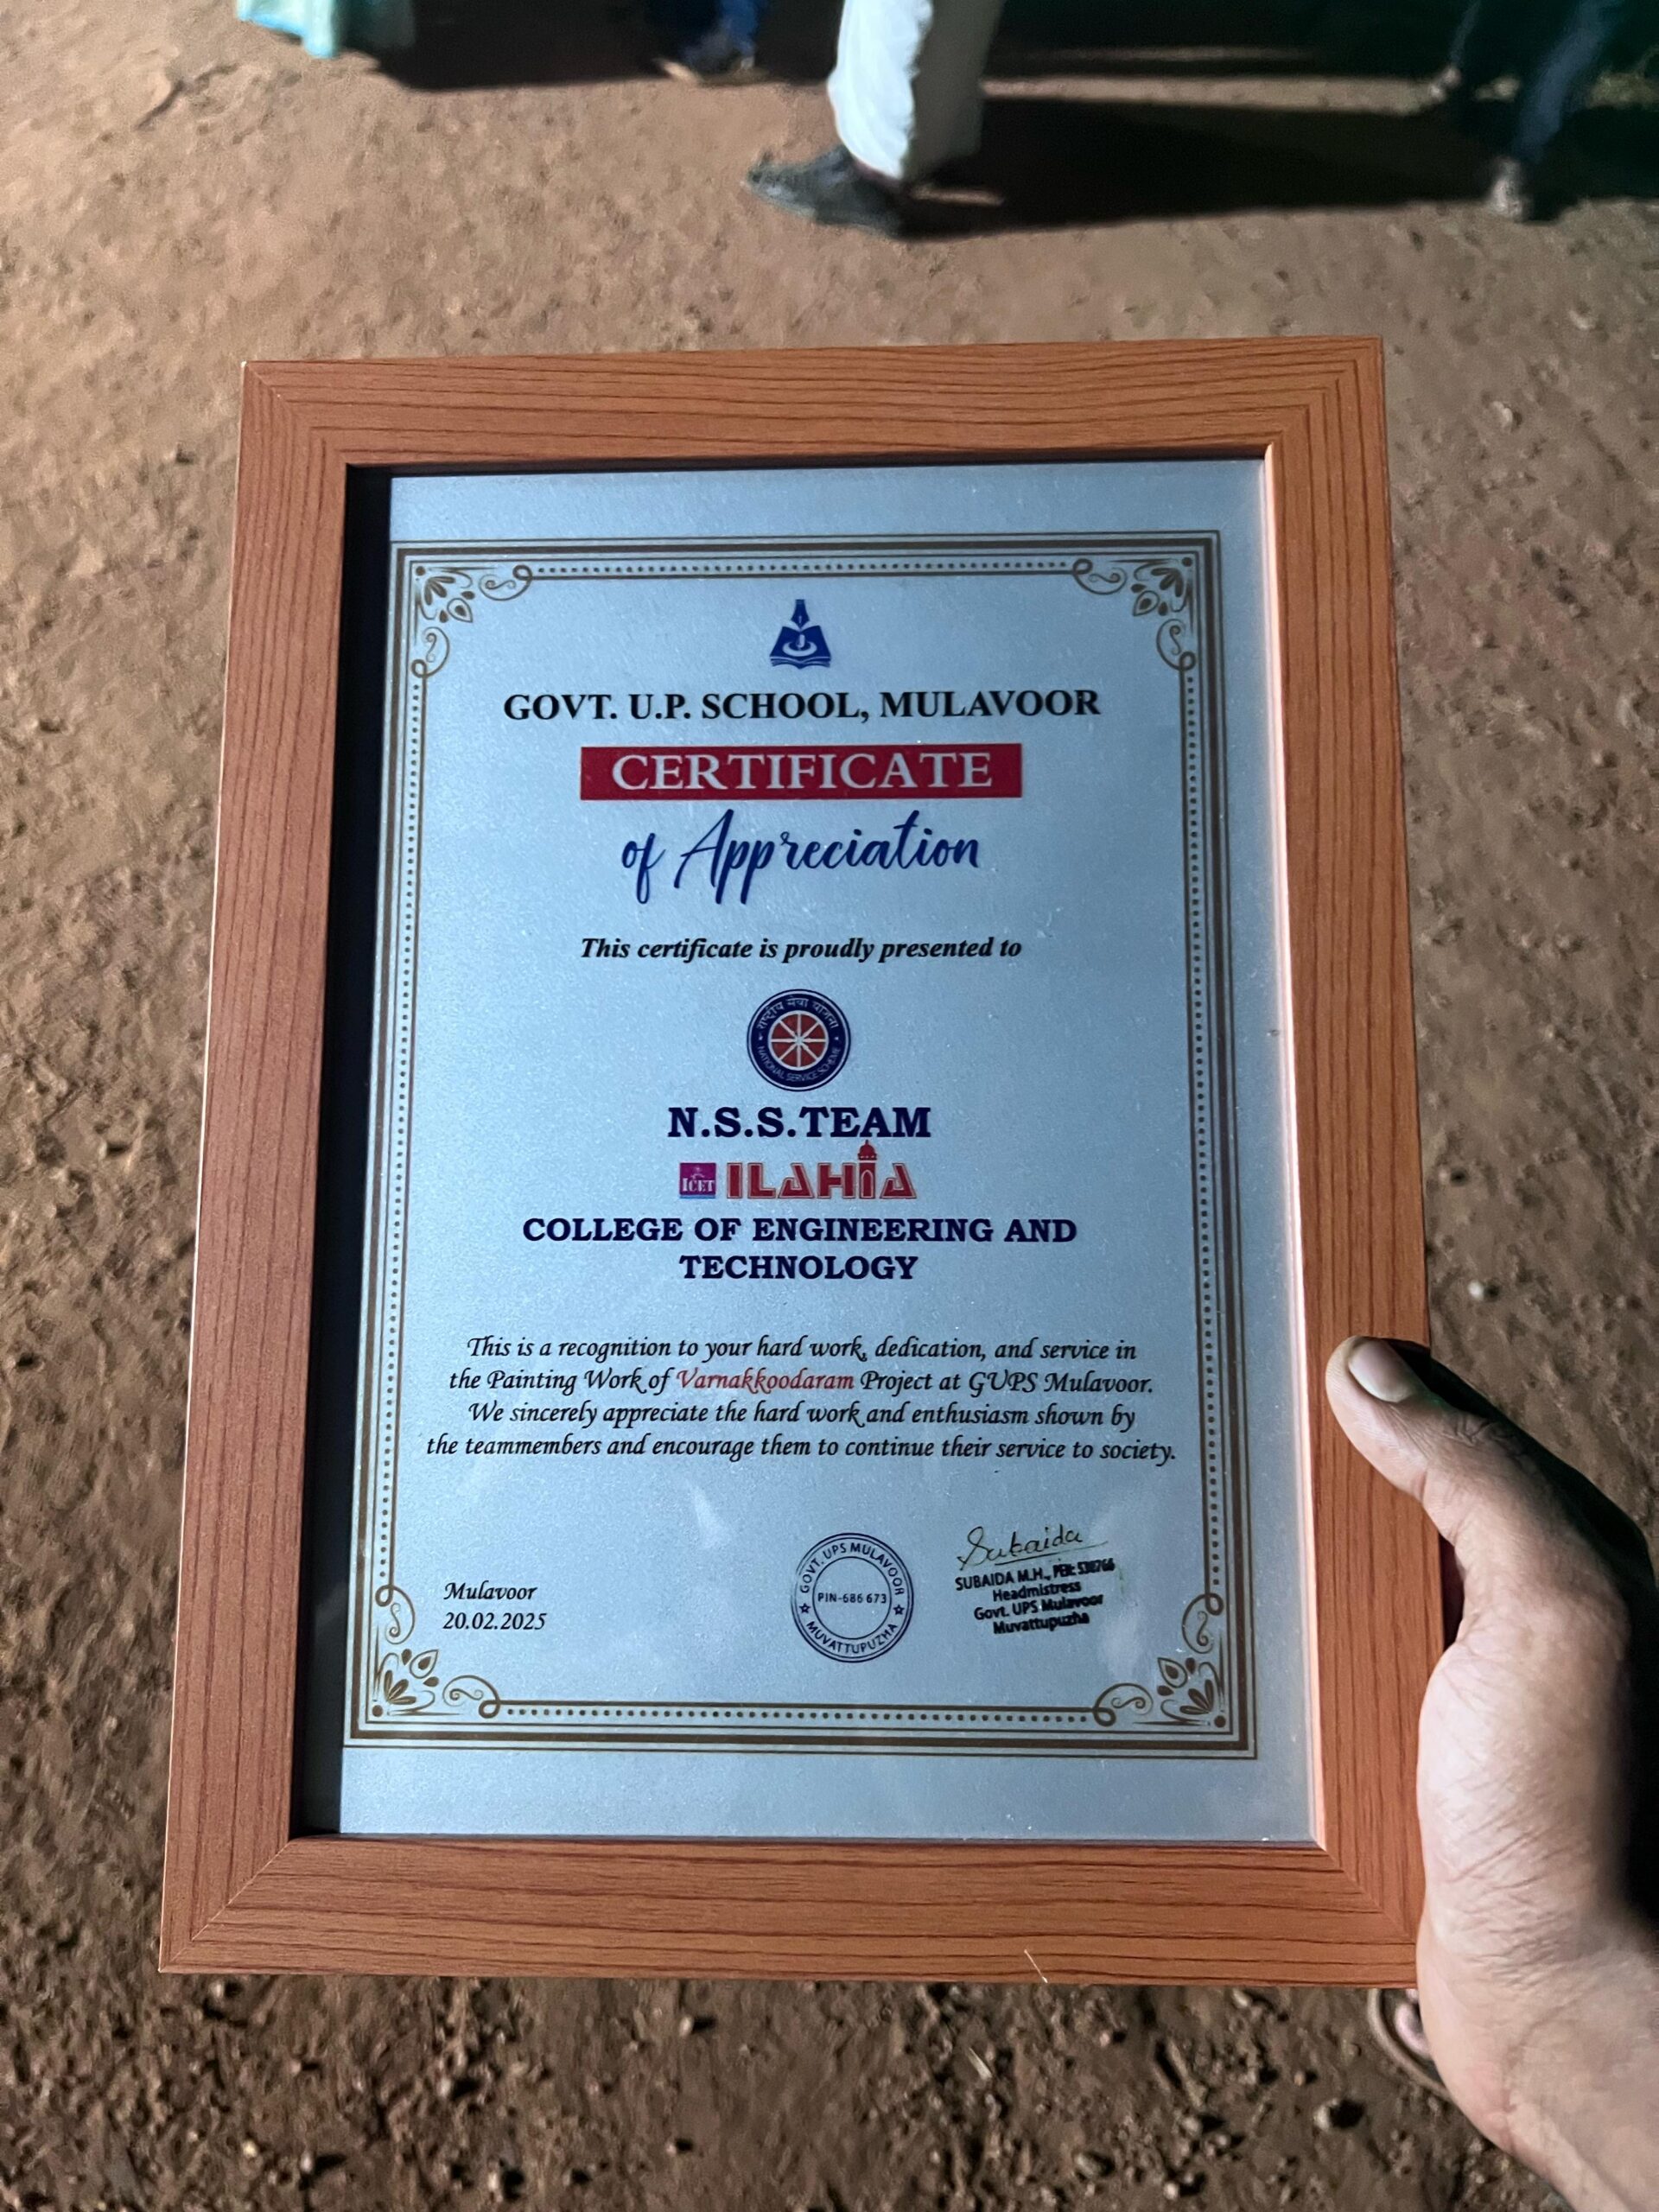 GOVT. U.P. SCHOOL, MULAVOOR
CERTIFICATE
of Appreciation
This certificate is proudly presented to
राष्ट्रीय सेवा योजना
NATIONAL SERVICE SCHEME
N.S.S.TEAM
ICET ILAHIA
COLLEGE OF ENGINEERING AND
TECHNOLOGY
This is a recognition to your hard work, dedication, and service in
the Painting Work of Varnakkoodaram Project at GUPS Mulavoor.
We sincerely appreciate the hard work and enthusiasm shown by
the teammembers and encourage them to continue their service to society.
Mulavoor
20.02.2025
GOVT. UPS MULAVOOR
PIN-686 673
MUVATTUPUZHA
Subaida
SUBAIDA M.H., PEN: 530766
Headmistress
Govt. UPS Mulavoor
Muvattupuzha